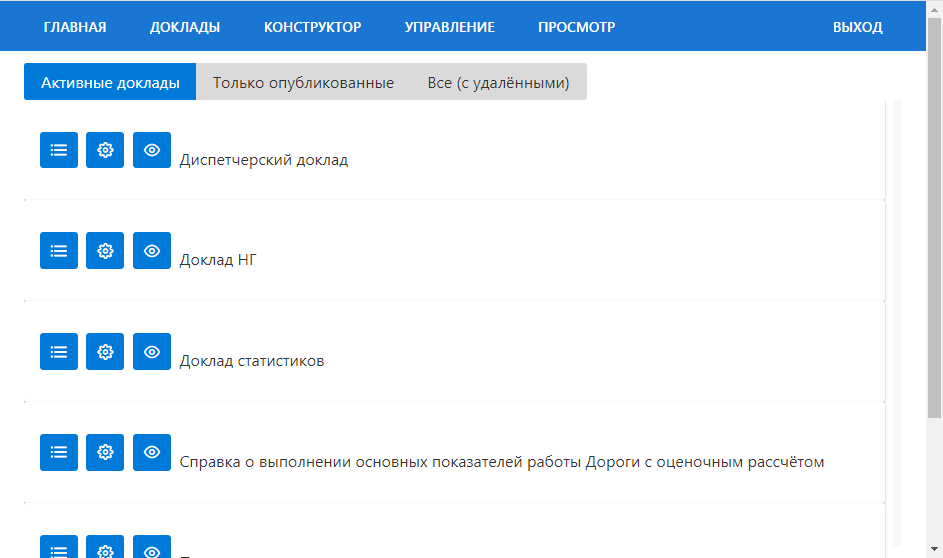 ГЛАВНАЯ ДОКЛАДЫ КОНСТРУКТОР УПРАВЛЕНИЕ ПРОСМОТР ВЫХОД
Активные доклады Только опубликованные Все (с удалёнными)
Диспетчерский доклад
Доклад НГ
Доклад статистиков
Справка о выполнении основных показателей работы Дороги с оценочным рассчётом